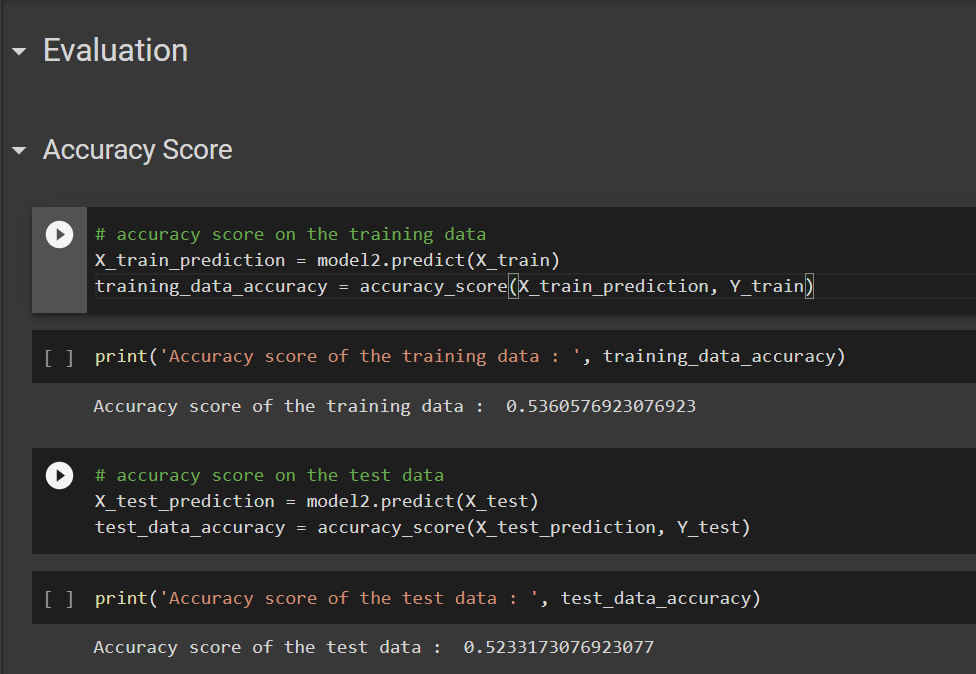 Evaluation
Accuracy Score
# accuracy score on the training data
X_train_prediction = model2.predict(X_train)
training_data_accuracy = accuracy_score(X_train_prediction, Y_train)
[ ] print('Accuracy score of the training data : ', training_data_accuracy)
Accuracy score of the training data :  0.5360576923076923
# accuracy score on the test data
X_test_prediction = model2.predict(X_test)
test_data_accuracy = accuracy_score(X_test_prediction, Y_test)
[ ] print('Accuracy score of the test data : ', test_data_accuracy)
Accuracy score of the test data :  0.5233173076923077